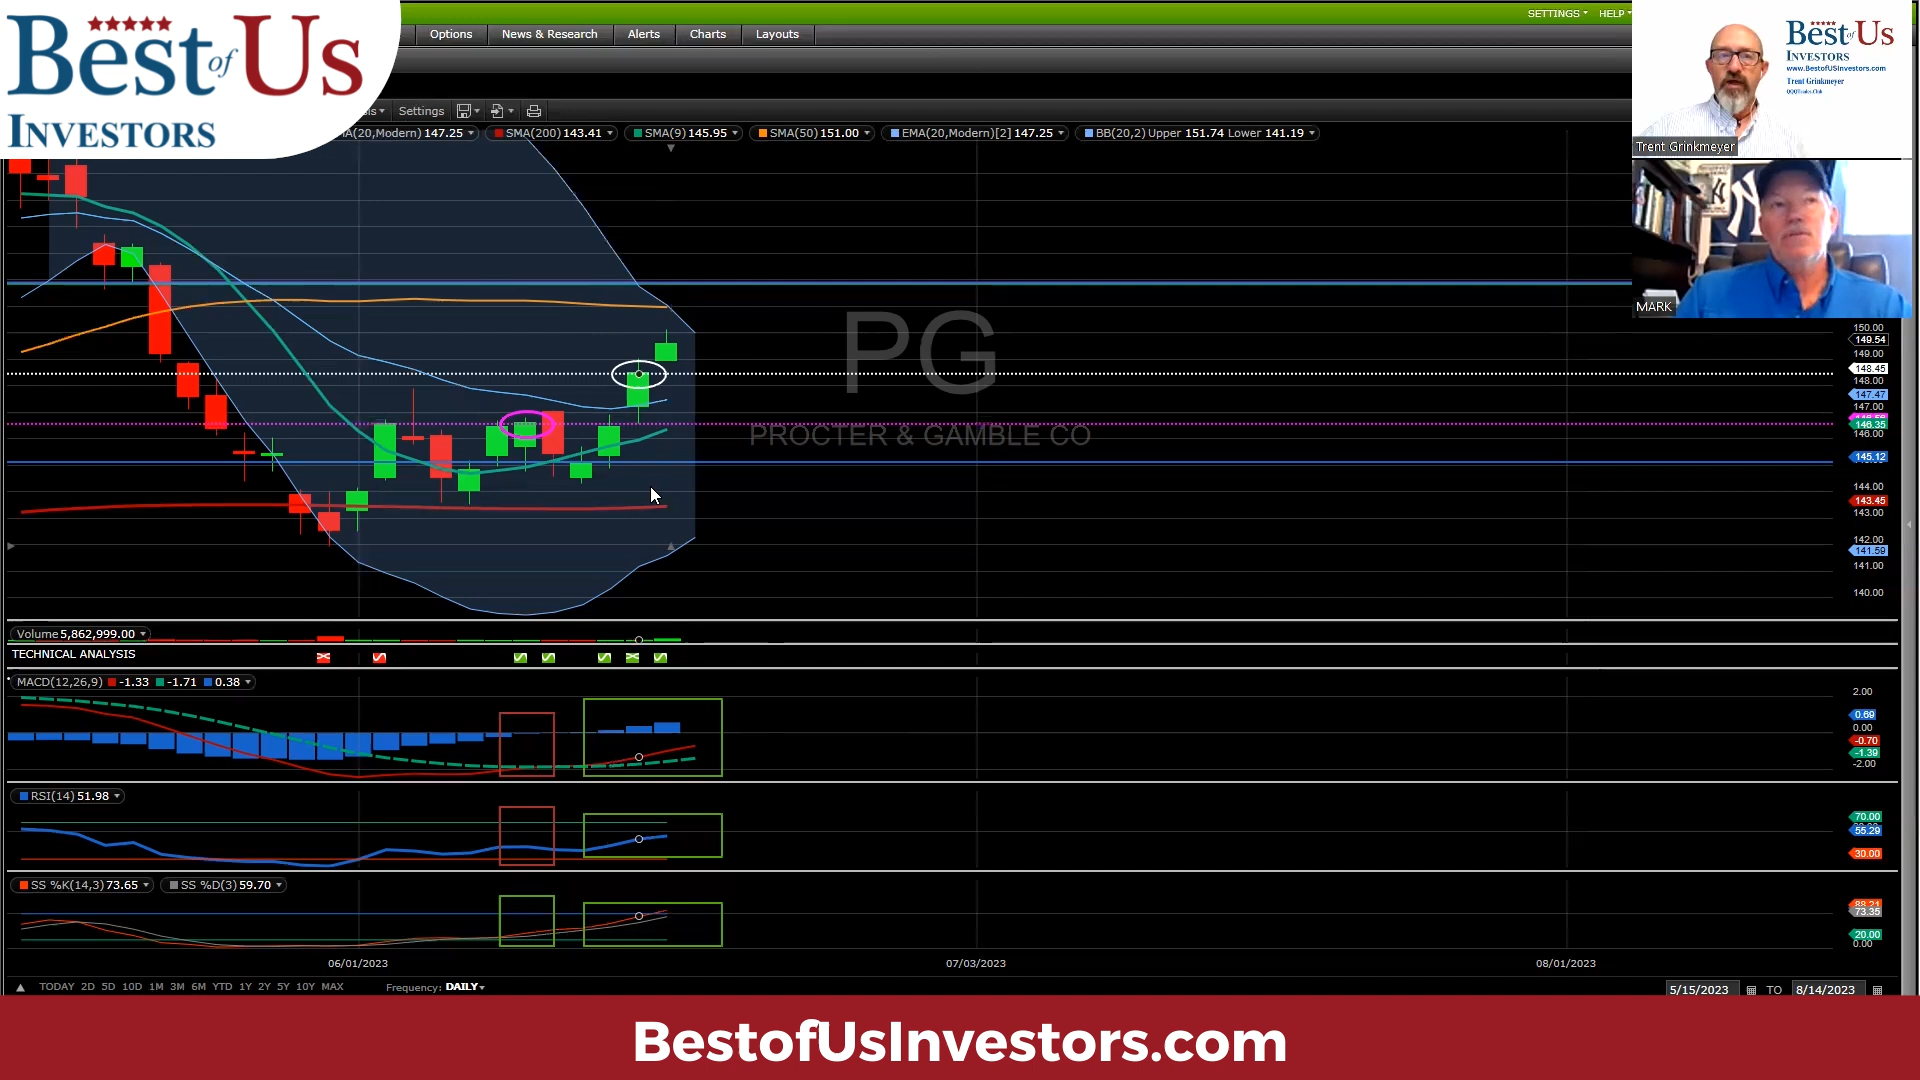 Best of Us
INVESTORS
Options News & Research Alerts Charts Layouts
SETTINGS HELP
Settings
(20,Modern) 147.25 SMA(200) 143.41 SMA(9) 145.95 SMA(50) 151.00 EMA(20,Modern)[2] 147.25 BB(20,2) Upper 151.74 Lower 141.19
Best of Us
INVESTORS
www.BestofUSInvestors.com
Trent Grinkmeyer
QQQTrades.Club
Trent Grinkmeyer
MARK
PG
PROCTER & GAMBLE CO
150.00
149.54
149.00
148.45
148.00
147.47
147.00
146.35
146.00
145.12
144.00
143.45
143.00
142.00
141.59
141.00
140.00
Volume 5,862,999.00
TECHNICAL ANALYSIS
MACD(12,26,9) -1.33 -1.71 0.38
2.00
0.69
0.00
-0.70
-1.39
-2.00
RSI(14) 51.98
70.00
55.29
30.00
SS %K(14,3) 73.65 SS %D(3) 59.70
88.21
73.35
20.00
0.00
06/01/2023 07/03/2023 08/01/2023
TODAY 2D 5D 10D 1M 3M 6M YTD 1Y 2Y 5Y 10Y MAX Frequency: DAILY 5/15/2023 TO 8/14/2023
BestofUsInvestors.com